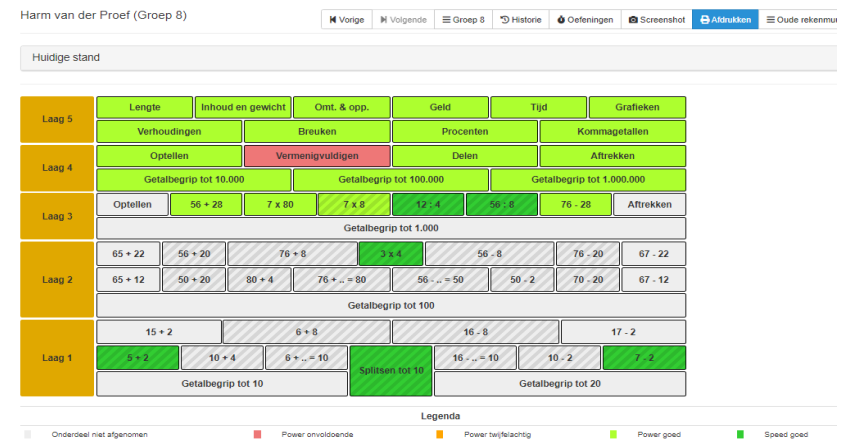 Harm van der Proef (Groep 8)
Vorige Volgende Groep 8 Historie Oefeningen Screenshot Afdrukken Oude rekenmur
Huidige stand
Laag 5
Lengte Inhoud en gewicht Omt. & opp. Geld Tijd Grafieken
Verhoudingen Breuken Procenten Kommagetallen
Laag 4
Optellen Vermenigvuldigen Delen Aftrekken
Getalbegrip tot 10.000 Getalbegrip tot 100.000 Getalbegrip tot 1.000.000
Laag 3
Optellen 56 + 28 7 x 80 7 x 8 12 : 4 56 : 8 76 - 28 Aftrekken
Getalbegrip tot 1.000
Laag 2
65 + 22 56 + 20 76 + 8 3 x 4 56 - 8 76 - 20 67 - 22
65 + 12 50 + 20 80 + 4 76 + .. = 80 56 - .. = 50 50 - 2 70 - 20 67 - 12
Getalbegrip tot 100
Laag 1
15 + 2 6 + 8 16 - 8 17 - 2
5 + 2 10 + 4 6 + .. = 10 Splitsen tot 10 16 - .. = 10 10 - 2 7 - 2
Getalbegrip tot 10 Getalbegrip tot 20
Legenda
Onderdeel niet afgenomen Power onvoldoende Power twijfelachtig Power goed Speed goed